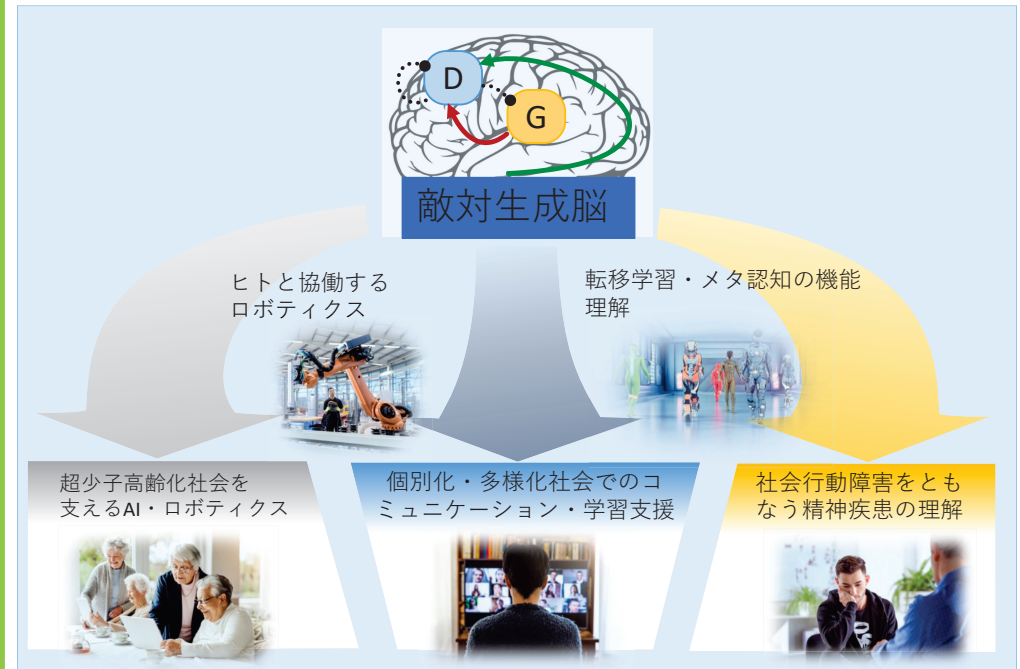 D
G
敵対生成脳
ヒトと協働する
ロボティクス
転移学習・メタ認知の機能
理解
超少子高齢化社会を
支えるAI・ロボティクス
個別化・多様化社会でのコ
ミュニケーション・学習支援
社会行動障害をとも
なう精神疾患の理解